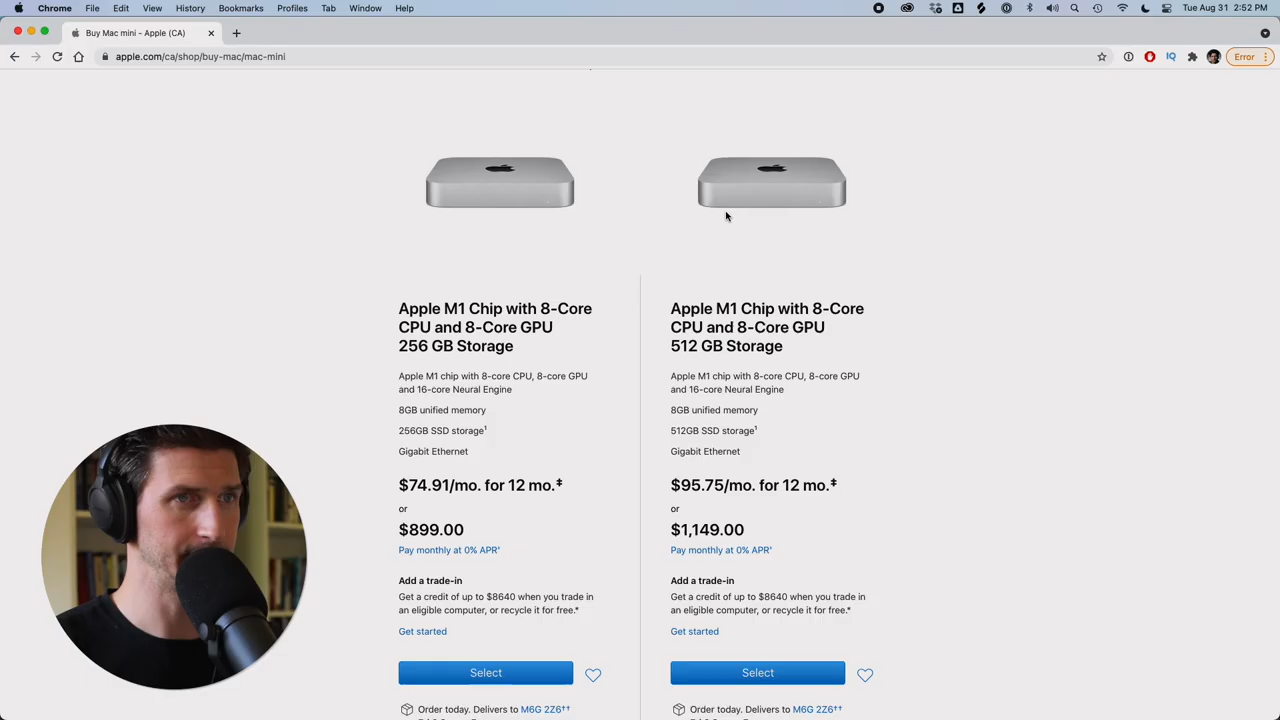 Chrome File Edit View History Bookmarks Profiles Tab Window Help
Tue Aug 31 2:52 PM
Buy Mac mini - Apple (CA)
apple.com/ca/shop/buy-mac/mac-mini
IQ
Error
Apple M1 Chip with 8-Core
CPU and 8-Core GPU
256 GB Storage
Apple M1 chip with 8-core CPU, 8-core GPU
and 16-core Neural Engine
8GB unified memory
256GB SSD storage¹
Gigabit Ethernet
$74.91/mo. for 12 mo.‡
or
$899.00
Pay monthly at 0% APR⁺
Add a trade-in
Get a credit of up to $8640 when you trade in
an eligible computer, or recycle it for free.*
Get started
Select
Order today. Delivers to M6G 2Z6††
Apple M1 Chip with 8-Core
CPU and 8-Core GPU
512 GB Storage
Apple M1 chip with 8-core CPU, 8-core GPU
and 16-core Neural Engine
8GB unified memory
512GB SSD storage¹
Gigabit Ethernet
$95.75/mo. for 12 mo.‡
or
$1,149.00
Pay monthly at 0% APR⁺
Add a trade-in
Get a credit of up to $8640 when you trade in
an eligible computer, or recycle it for free.*
Get started
Select
Order today. Delivers to M6G 2Z6††